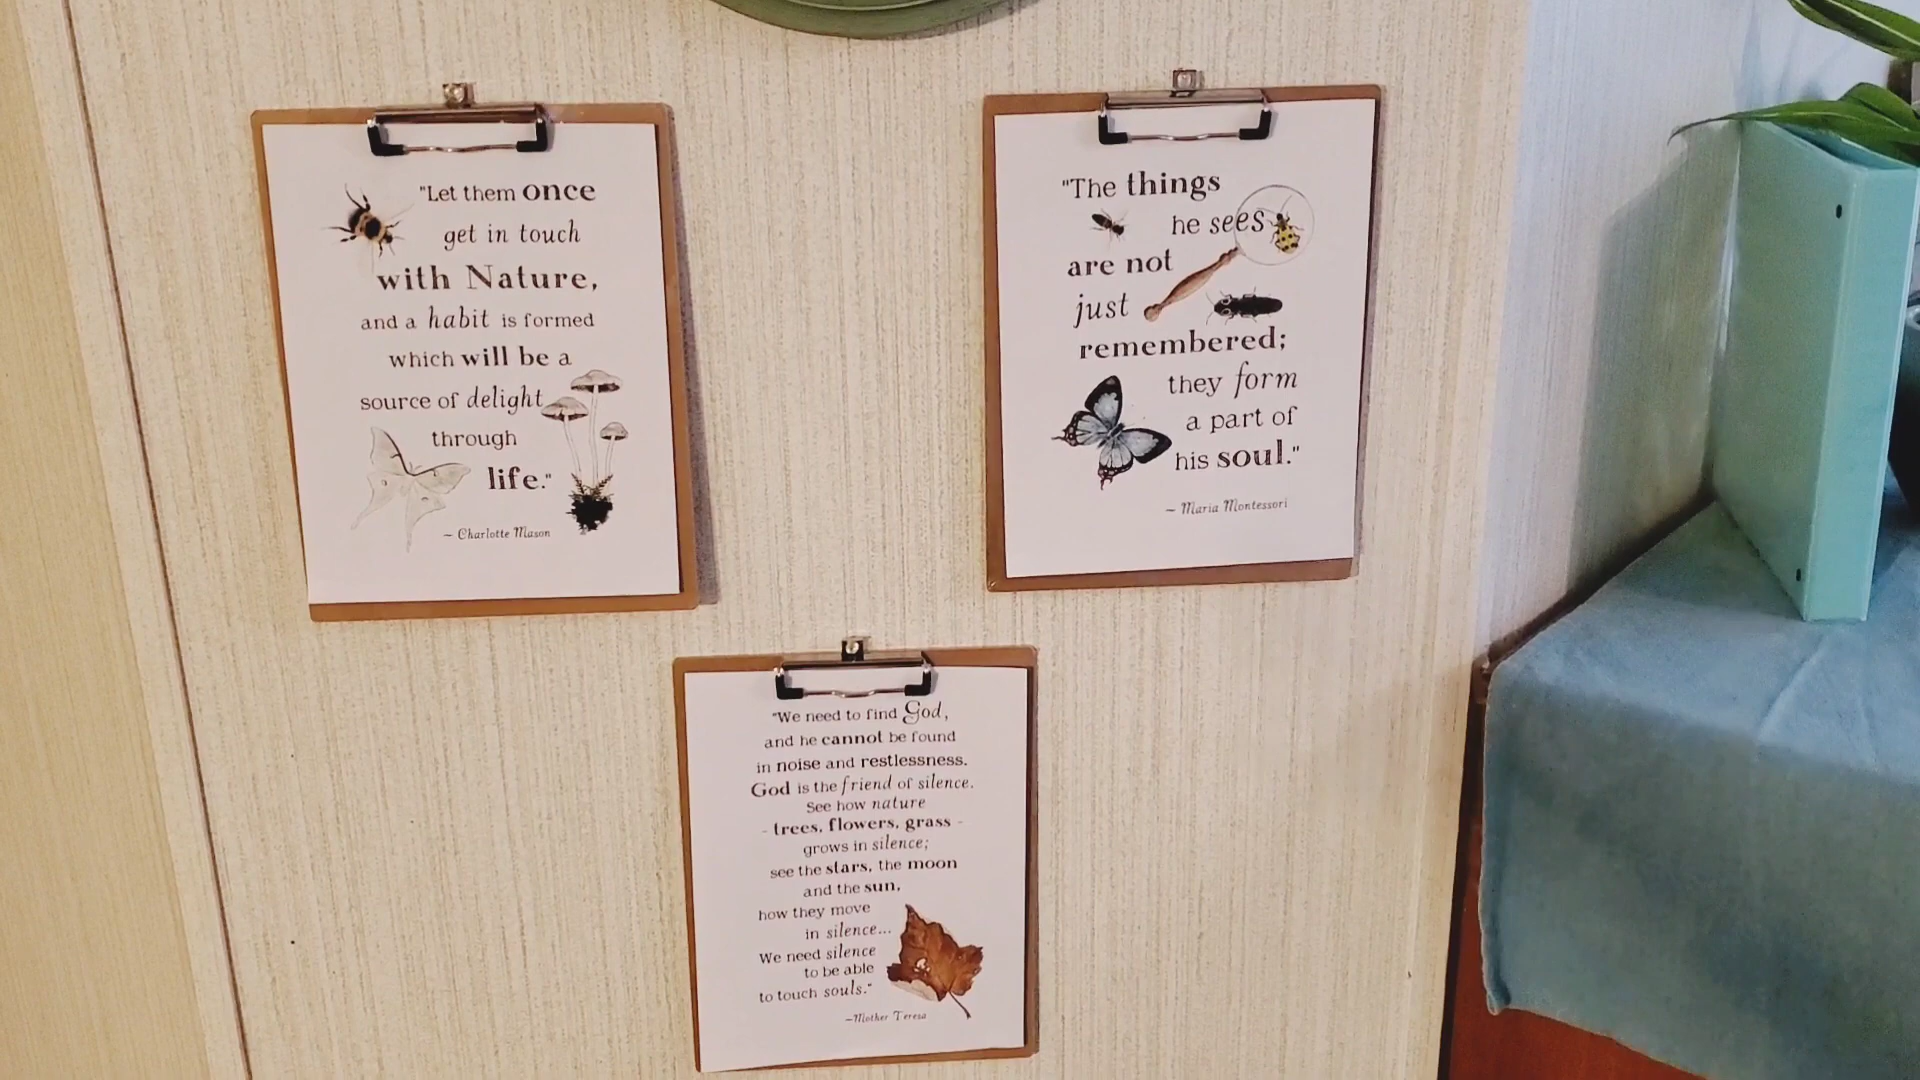 "Let them once
get in touch
with Nature,
and a habit is formed
which will be a
source of delight
through
life."
~ Charlotte Mason
"The things
he sees
are not
just
remembered;
they form
a part of
his soul."
~ Maria Montessori
"We need to find God,
and he cannot be found
in noise and restlessness.
God is the friend of silence.
See how nature
- trees, flowers, grass -
grows in silence;
see the stars, the moon
and the sun,
how they move
in silence...
We need silence
to be able
to touch souls."
~Mother Teresa